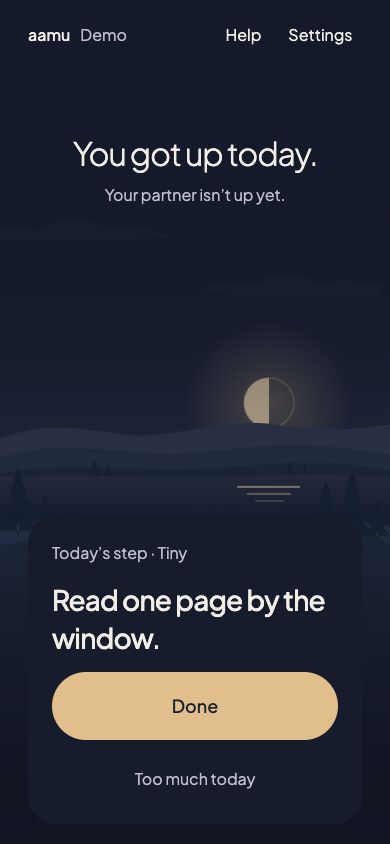 aamu Demo Help Settings
You got up today.
Your partner isn’t up yet.
Today’s step · Tiny
Read one page by the
window.
Done
Too much today